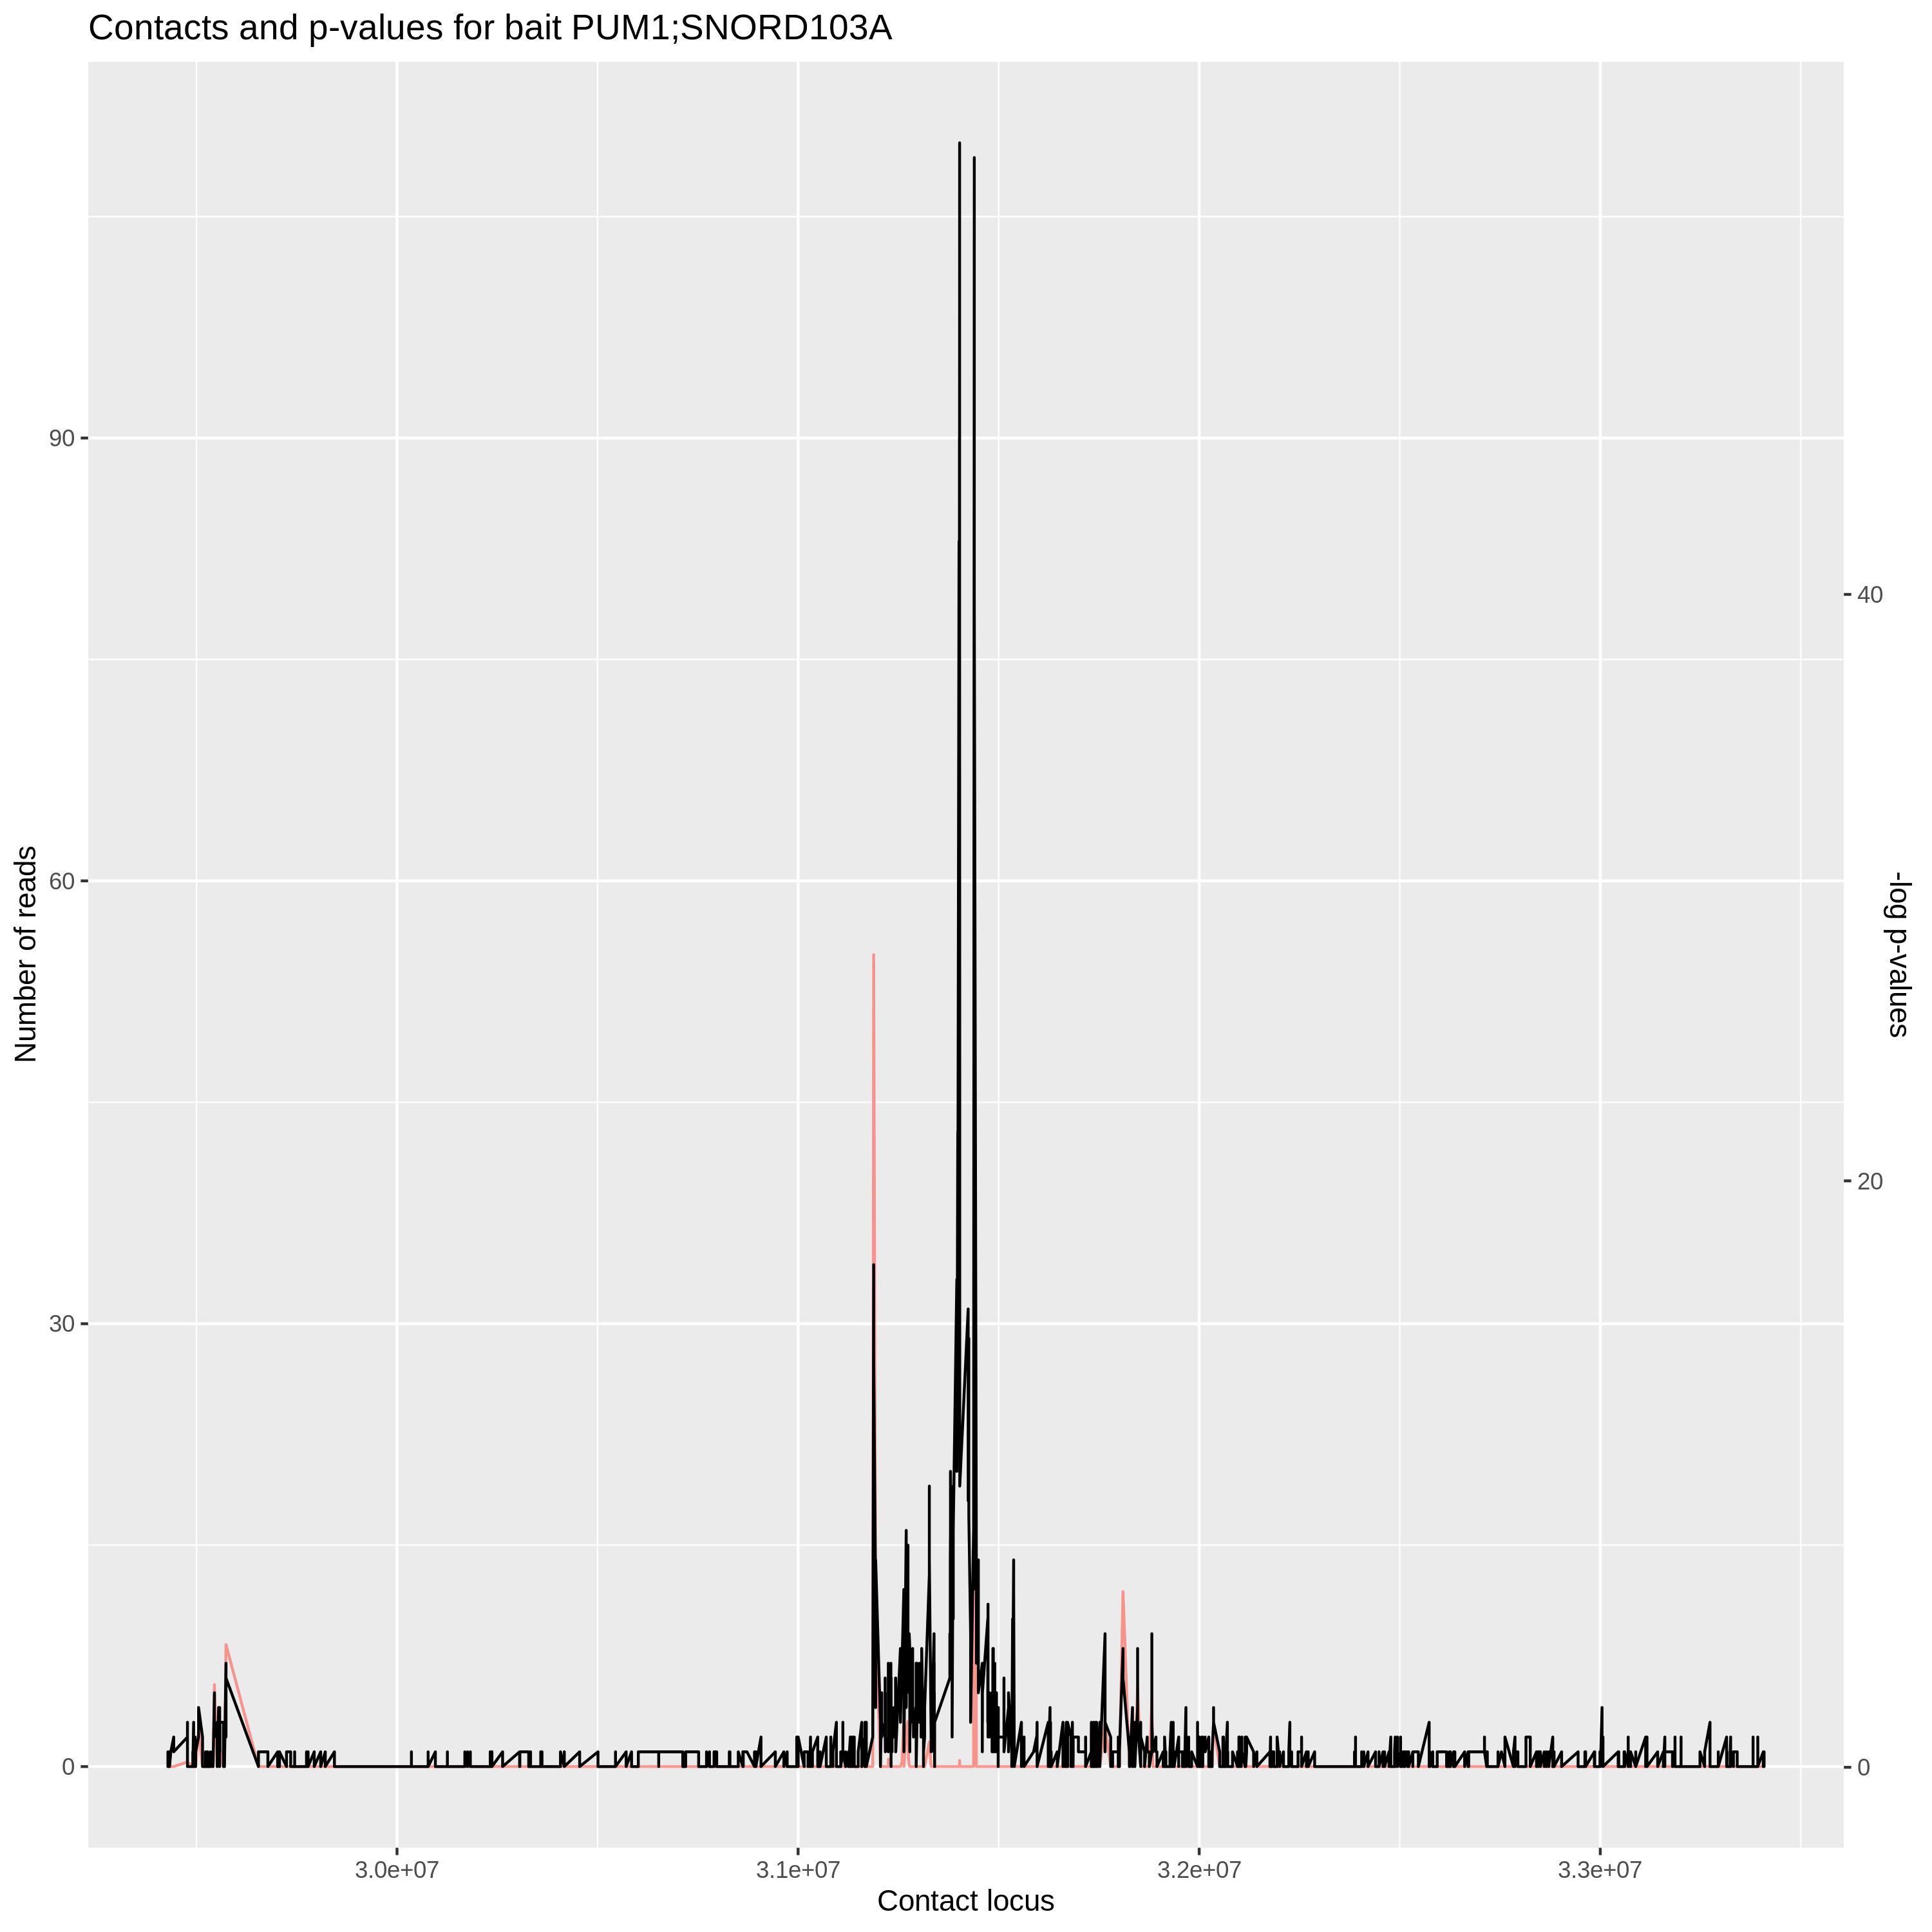 Contacts and p-values for bait PUM1;SNORD103A
90
60
30
0
Number of reads
40
20
0
-log p-values
3.0e+07
3.1e+07
3.2e+07
3.3e+07
Contact locus